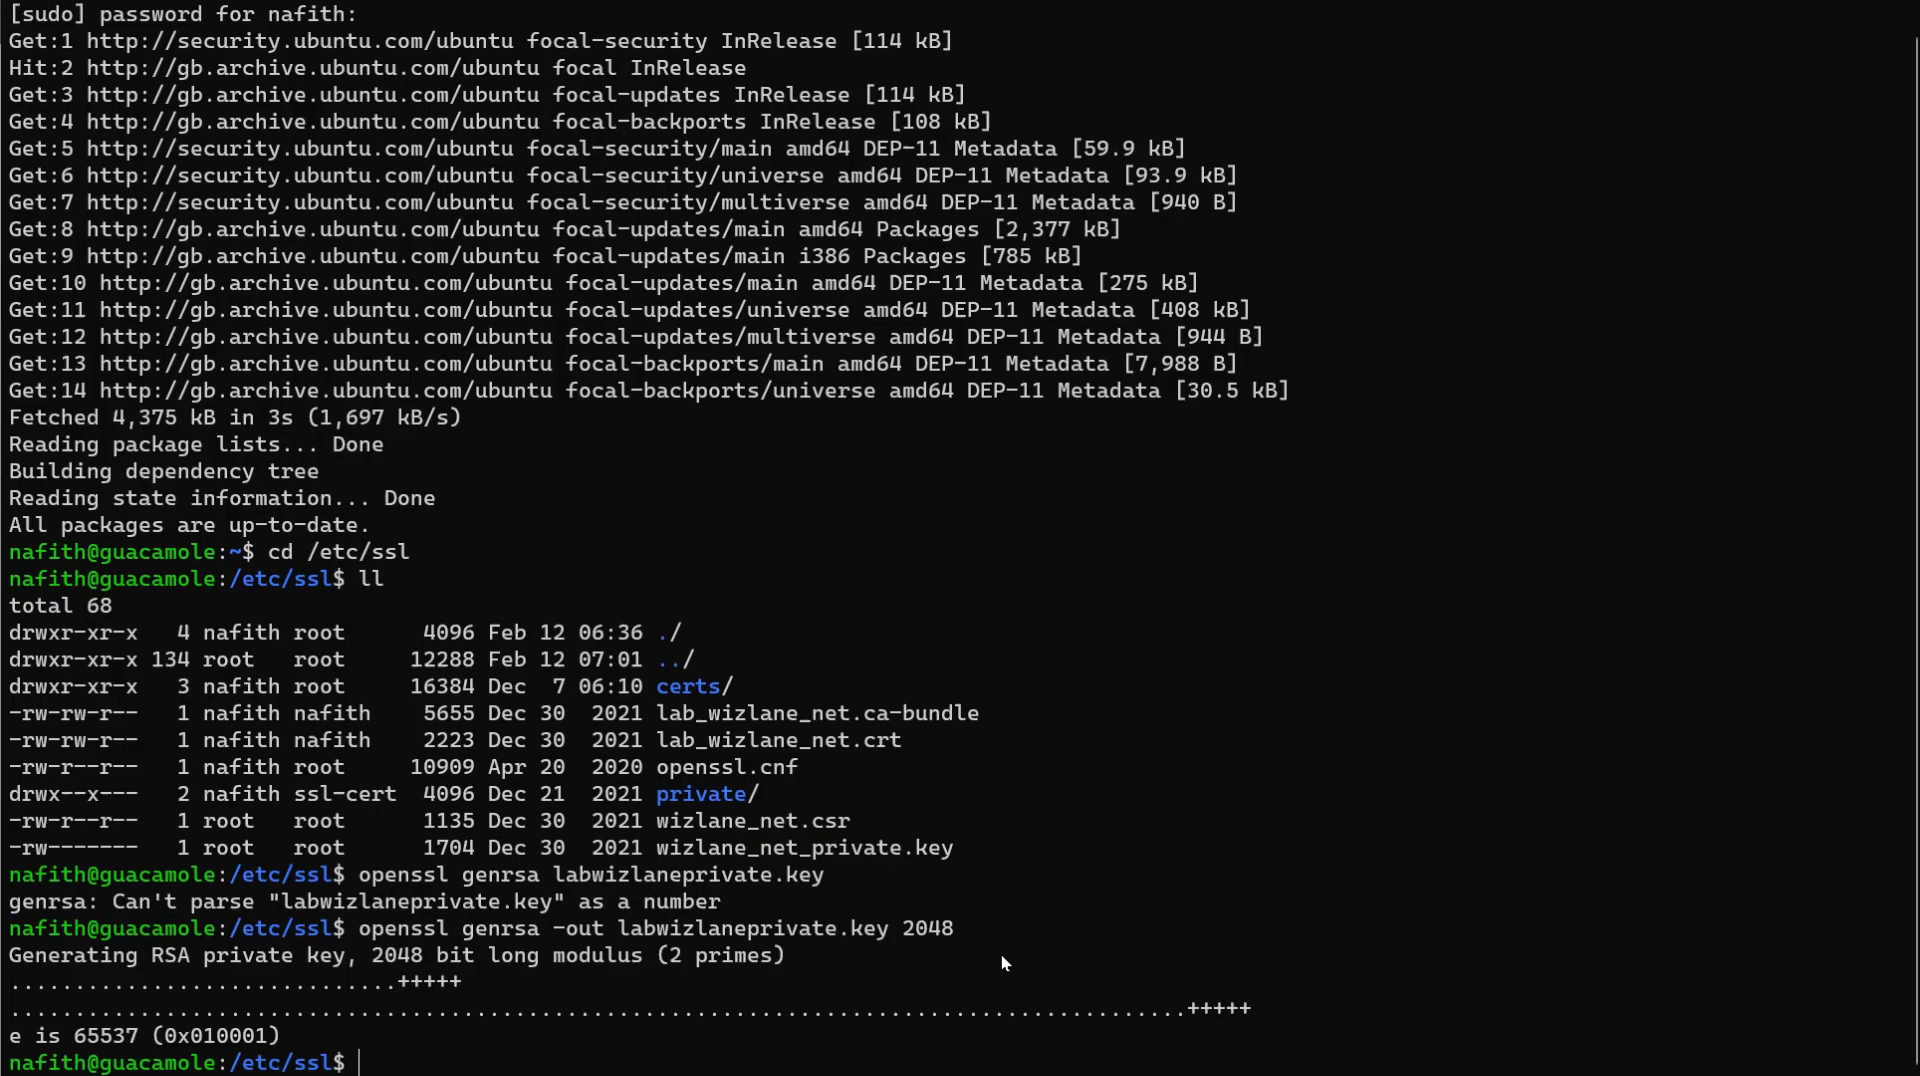 [sudo] password for nafith:
Get:1 http://security.ubuntu.com/ubuntu focal-security InRelease [114 kB]
Hit:2 http://gb.archive.ubuntu.com/ubuntu focal InRelease
Get:3 http://gb.archive.ubuntu.com/ubuntu focal-updates InRelease [114 kB]
Get:4 http://gb.archive.ubuntu.com/ubuntu focal-backports InRelease [108 kB]
Get:5 http://security.ubuntu.com/ubuntu focal-security/main amd64 DEP-11 Metadata [59.9 kB]
Get:6 http://security.ubuntu.com/ubuntu focal-security/universe amd64 DEP-11 Metadata [93.9 kB]
Get:7 http://security.ubuntu.com/ubuntu focal-security/multiverse amd64 DEP-11 Metadata [940 B]
Get:8 http://gb.archive.ubuntu.com/ubuntu focal-updates/main amd64 Packages [2,377 kB]
Get:9 http://gb.archive.ubuntu.com/ubuntu focal-updates/main i386 Packages [785 kB]
Get:10 http://gb.archive.ubuntu.com/ubuntu focal-updates/main amd64 DEP-11 Metadata [275 kB]
Get:11 http://gb.archive.ubuntu.com/ubuntu focal-updates/universe amd64 DEP-11 Metadata [408 kB]
Get:12 http://gb.archive.ubuntu.com/ubuntu focal-updates/multiverse amd64 DEP-11 Metadata [944 B]
Get:13 http://gb.archive.ubuntu.com/ubuntu focal-backports/main amd64 DEP-11 Metadata [7,988 B]
Get:14 http://gb.archive.ubuntu.com/ubuntu focal-backports/universe amd64 DEP-11 Metadata [30.5 kB]
Fetched 4,375 kB in 3s (1,697 kB/s)
Reading package lists... Done
Building dependency tree
Reading state information... Done
All packages are up-to-date.
nafith@guacamole:~$ cd /etc/ssl
nafith@guacamole:/etc/ssl$ ll
total 68
drwxr-xr-x   4 nafith root      4096 Feb 12 06:36 ./
drwxr-xr-x 134 root   root     12288 Feb 12 07:01 ../
drwxr-xr-x   3 nafith root     16384 Dec  7 06:10 certs/
-rw-rw-r--   1 nafith nafith    5655 Dec 30  2021 lab_wizlane_net.ca-bundle
-rw-rw-r--   1 nafith nafith    2223 Dec 30  2021 lab_wizlane_net.crt
-rw-r--r--   1 nafith root     10909 Apr 20  2020 openssl.cnf
drwx--x---   2 nafith ssl-cert  4096 Dec 21  2021 private/
-rw-r--r--   1 root   root      1135 Dec 30  2021 wizlane_net.csr
-rw-------   1 root   root      1704 Dec 30  2021 wizlane_net_private.key
nafith@guacamole:/etc/ssl$ openssl genrsa labwizlaneprivate.key
genrsa: Can't parse "labwizlaneprivate.key" as a number
nafith@guacamole:/etc/ssl$ openssl genrsa -out labwizlaneprivate.key 2048
Generating RSA private key, 2048 bit long modulus (2 primes)
..............................+++++
...........................................................................................+++++
e is 65537 (0x010001)
nafith@guacamole:/etc/ssl$